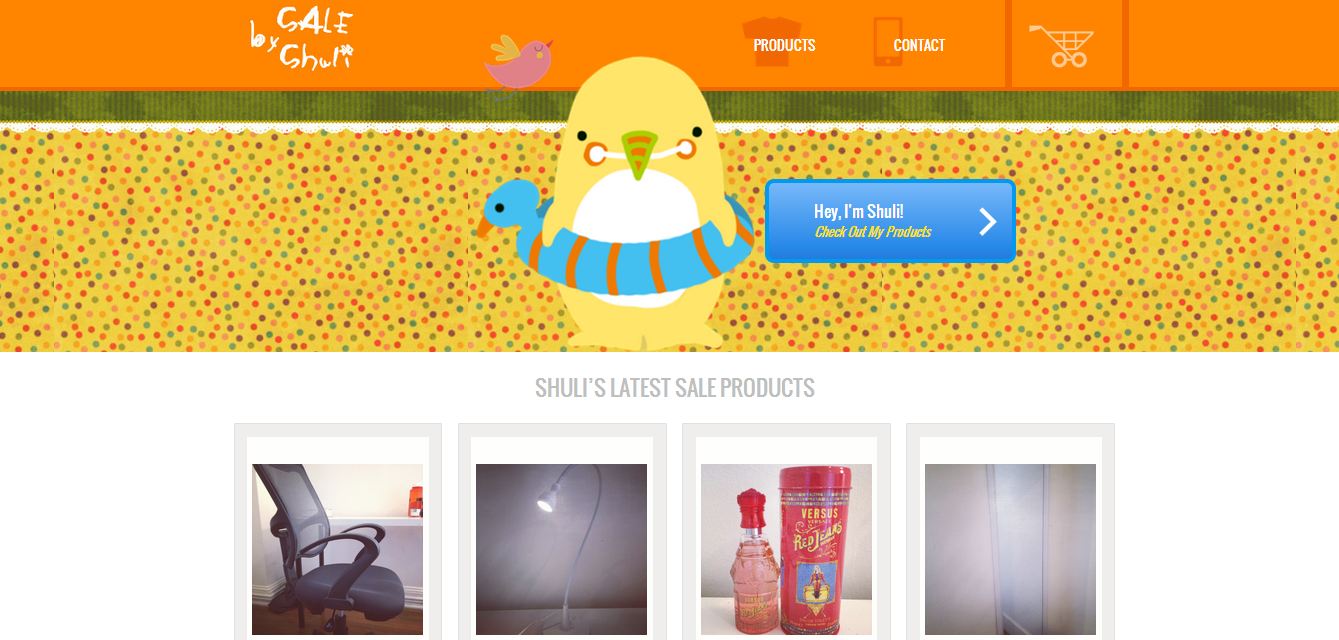 SALE
by Shuli
PRODUCTS
CONTACT
Hey, I'm Shuli!
Check Out My Products
SHULI'S LATEST SALE PRODUCTS
VERSUS
VERSACE
RED JEANS